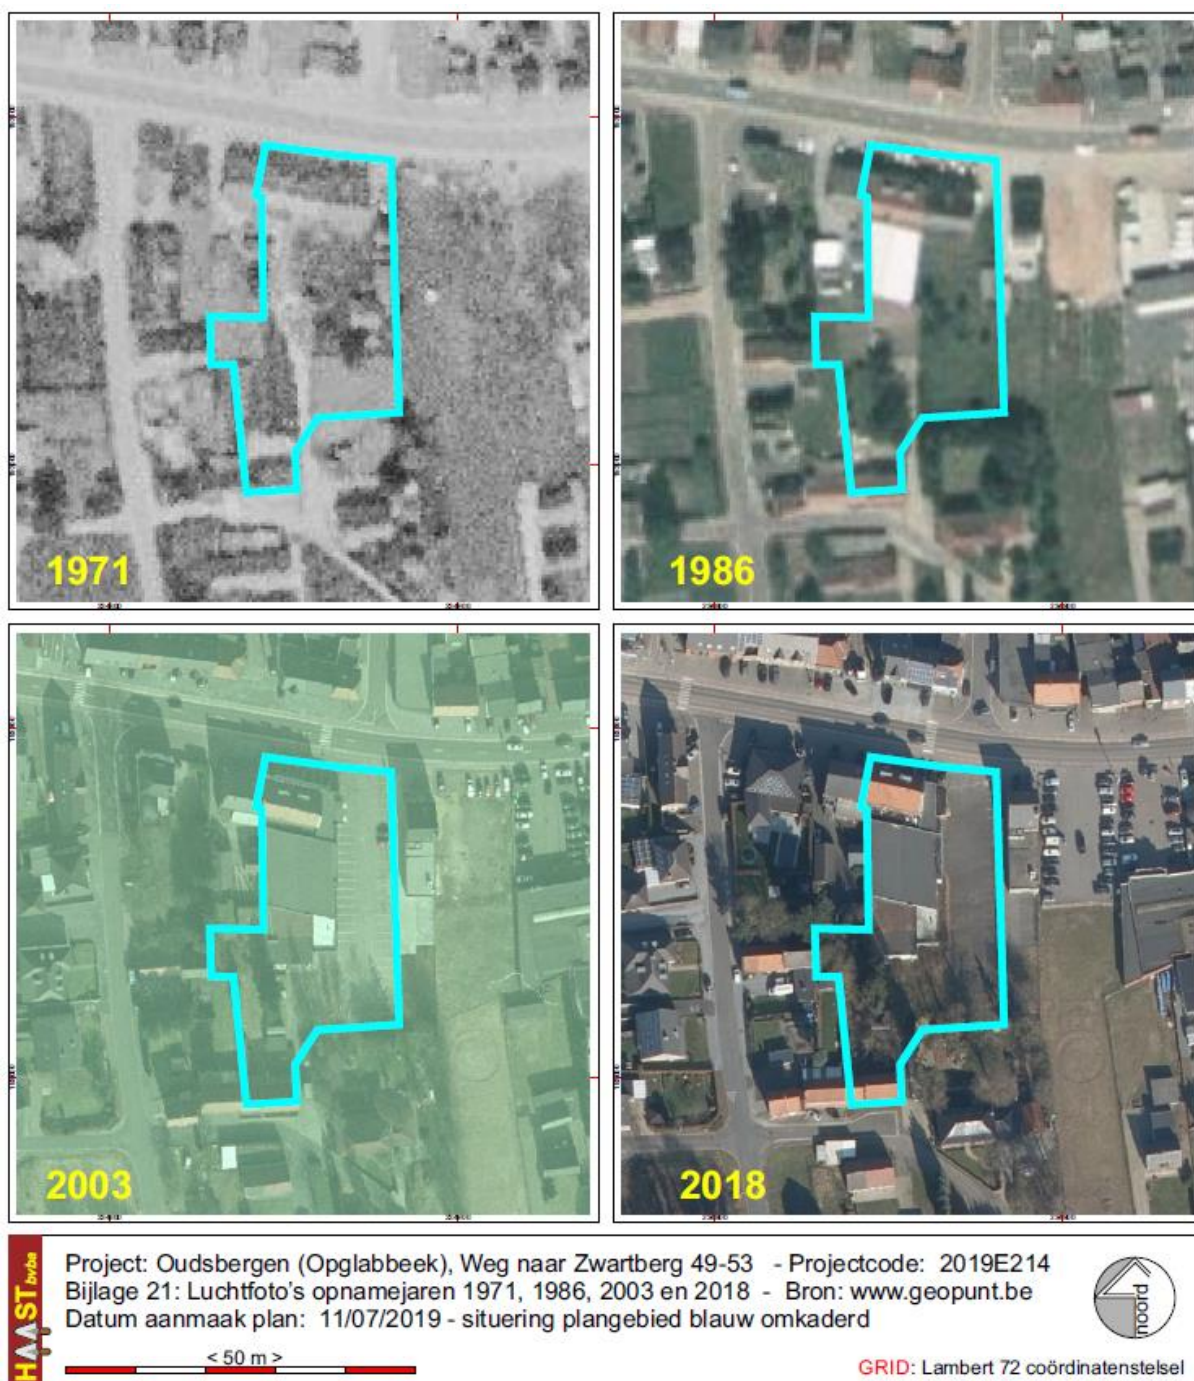 1971
1986
2003
2018
HAAST bvba
Project: Oudsbergen (Opglabbeek), Weg naar Zwartberg 49-53 - Projectcode: 2019E214
Bijlage 21: Luchtfoto's opnamejaren 1971, 1986, 2003 en 2018 - Bron: www.geopunt.be
Datum aanmaak plan: 11/07/2019 - situering plangebied blauw omkaderd
noord
< 50 m >
GRID: Lambert 72 coördinatenstelsel